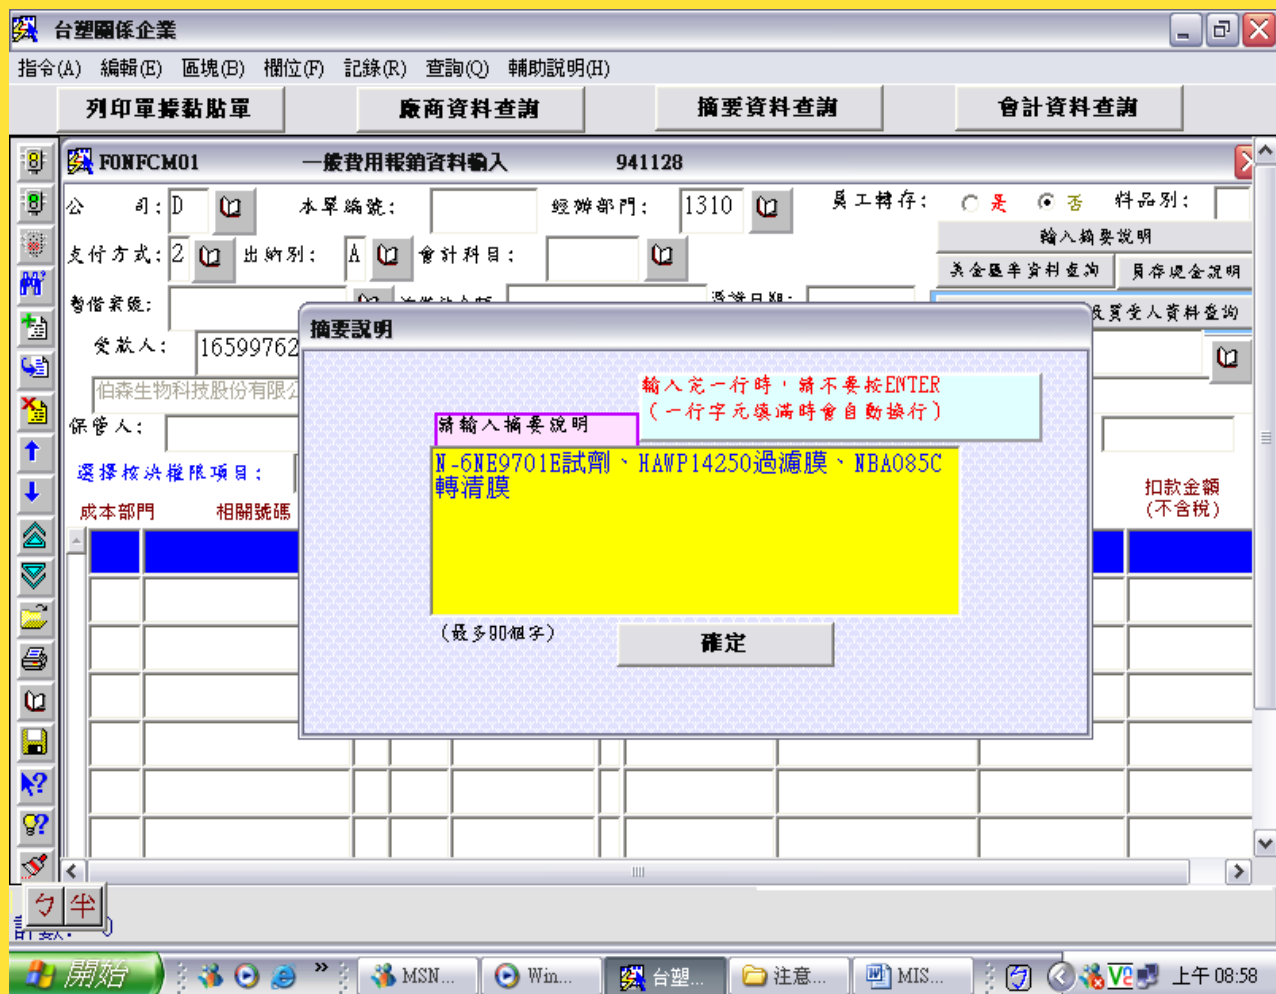 台塑關係企業
指令(A) 編輯(E) 區塊(B) 欄位(F) 記錄(R) 查詢(Q) 輔助說明(H)
列印單據黏貼單 廠商資料查詢 摘要資料查詢 會計資料查詢
F0NFCM01 一般費用報銷資料輸入 941128
公 司: D 本單編號: 經辦部門: 1310 員工轉存: 是 否 料品別:
輸入摘要說明
支付方式: 2 出納別: A 會計科目:
美金匯率資料查詢 員存現金說明
暫借案號:
受款人: 16599762
及買受人資料查詢
伯森生物科技股份有限公
保管人:
選擇核決權限項目:
成本部門 相關號碼
扣款金額
(不含稅)
摘要說明
輸入完一行時,請不要按ENTER
(一行字元填滿時會自動換行)
請輸入摘要說明
N-6NE9701E試劑、HAWP14250過濾膜、NBA085C
轉漬膜
(最多90個字)
確定
ㄅ 半
開始 » MSN... Win... 台塑... 注意... MIS... 上午 08:58